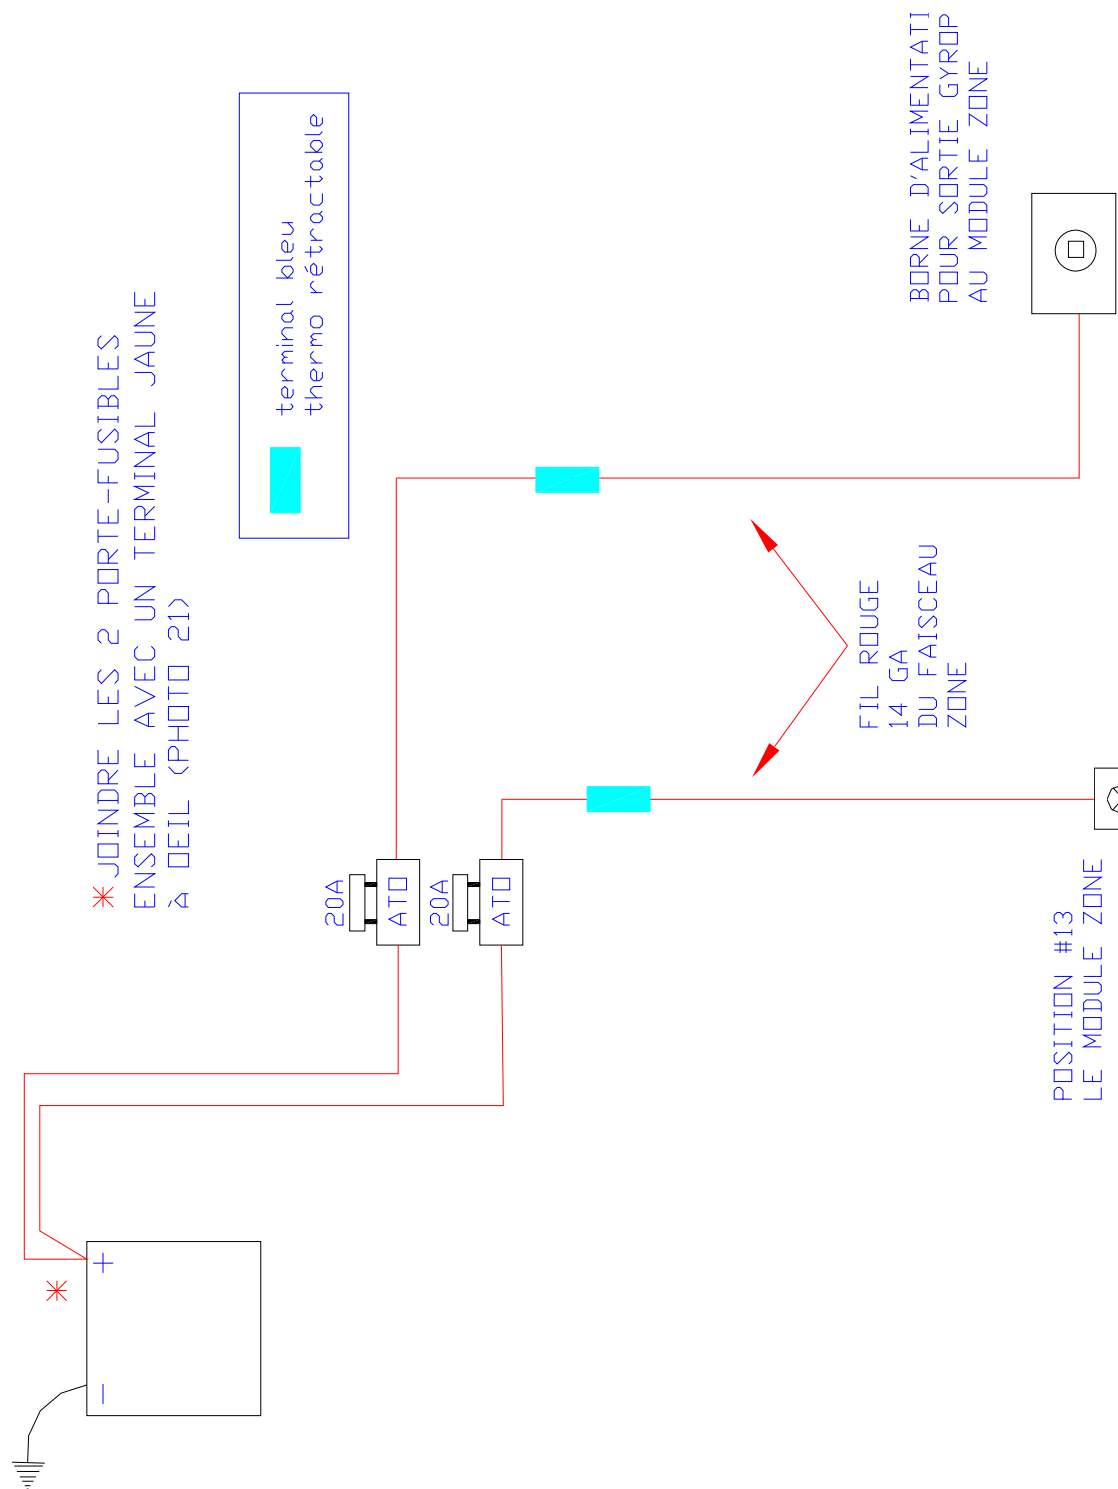 ✳ JOINDRE LES 2 PORTE-FUSIBLES
ENSEMBLE AVEC UN TERMINAL JAUNE
À OEIL (PHOTO 21)
terminal bleu
thermo rétractable
20A
ATO
20A
ATO
FIL ROUGE
14 GA
DU FAISCEAU
ZONE
BORNE D'ALIMENTATI
POUR SORTIE GYROP
AU MODULE ZONE
POSITION #13
LE MODULE ZONE
✳
+
−